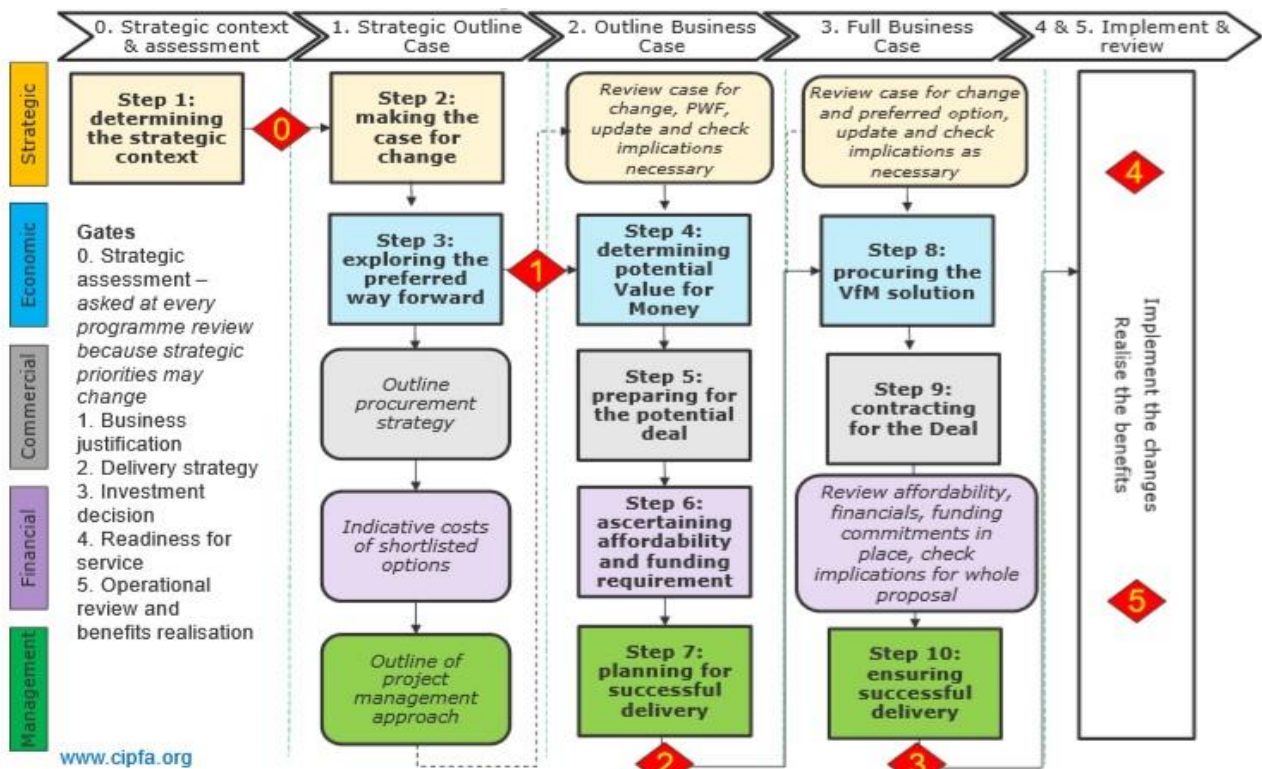 0. Strategic context
& assessment
1. Strategic Outline
Case
2. Outline Business
Case
3. Full Business
Case
4 & 5. Implement &
review
Strategic
Step 1:
determining
the strategic
context
0
Step 2:
making the
case for
change
Review case for
change, PWF,
update and check
implications
necessary
Review case for change
and preferred option,
update and check
implications as
necessary
4
Economic
Gates
0. Strategic
assessment –
asked at every
programme review
because strategic
priorities may
change
1. Business
justification
2. Delivery strategy
3. Investment
decision
4. Readiness for
service
5. Operational
review and
benefits realisation
Step 3:
exploring the
preferred
way forward
1
Step 4:
determining
potential
Value for
Money
Step 8:
procuring the
VfM solution
Implement the changes
Realise the benefits
Commercial
Outline
procurement
strategy
Step 5:
preparing for
the potential
deal
Step 9:
contracting
for the Deal
Financial
Indicative costs
of shortlisted
options
Step 6:
ascertaining
affordability
and funding
requirement
Review affordability,
financials, funding
commitments in
place, check
implications for whole
proposal
5
Management
Outline of
project
management
approach
Step 7:
planning for
successful
delivery
Step 10:
ensuring
successful
delivery
www.cipfa.org
2
3